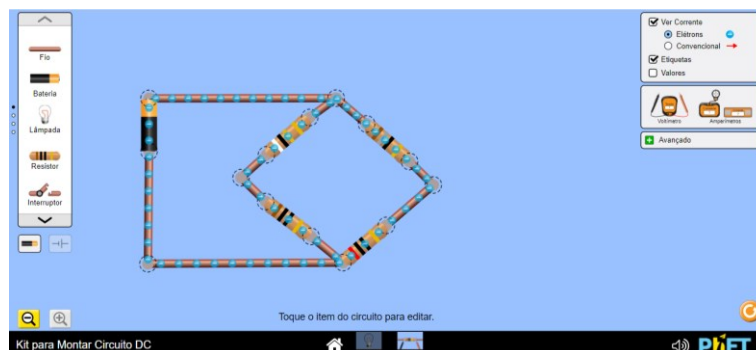 Fio
Bateria
Lâmpada
Resistor
Interruptor
Ver Corrente
Elétrons
Convencional
Etiquetas
Valores
Voltímetro
Amperímetros
Avançado
Toque o item do circuito para editar.
Kit para Montar Circuito DC
PhET